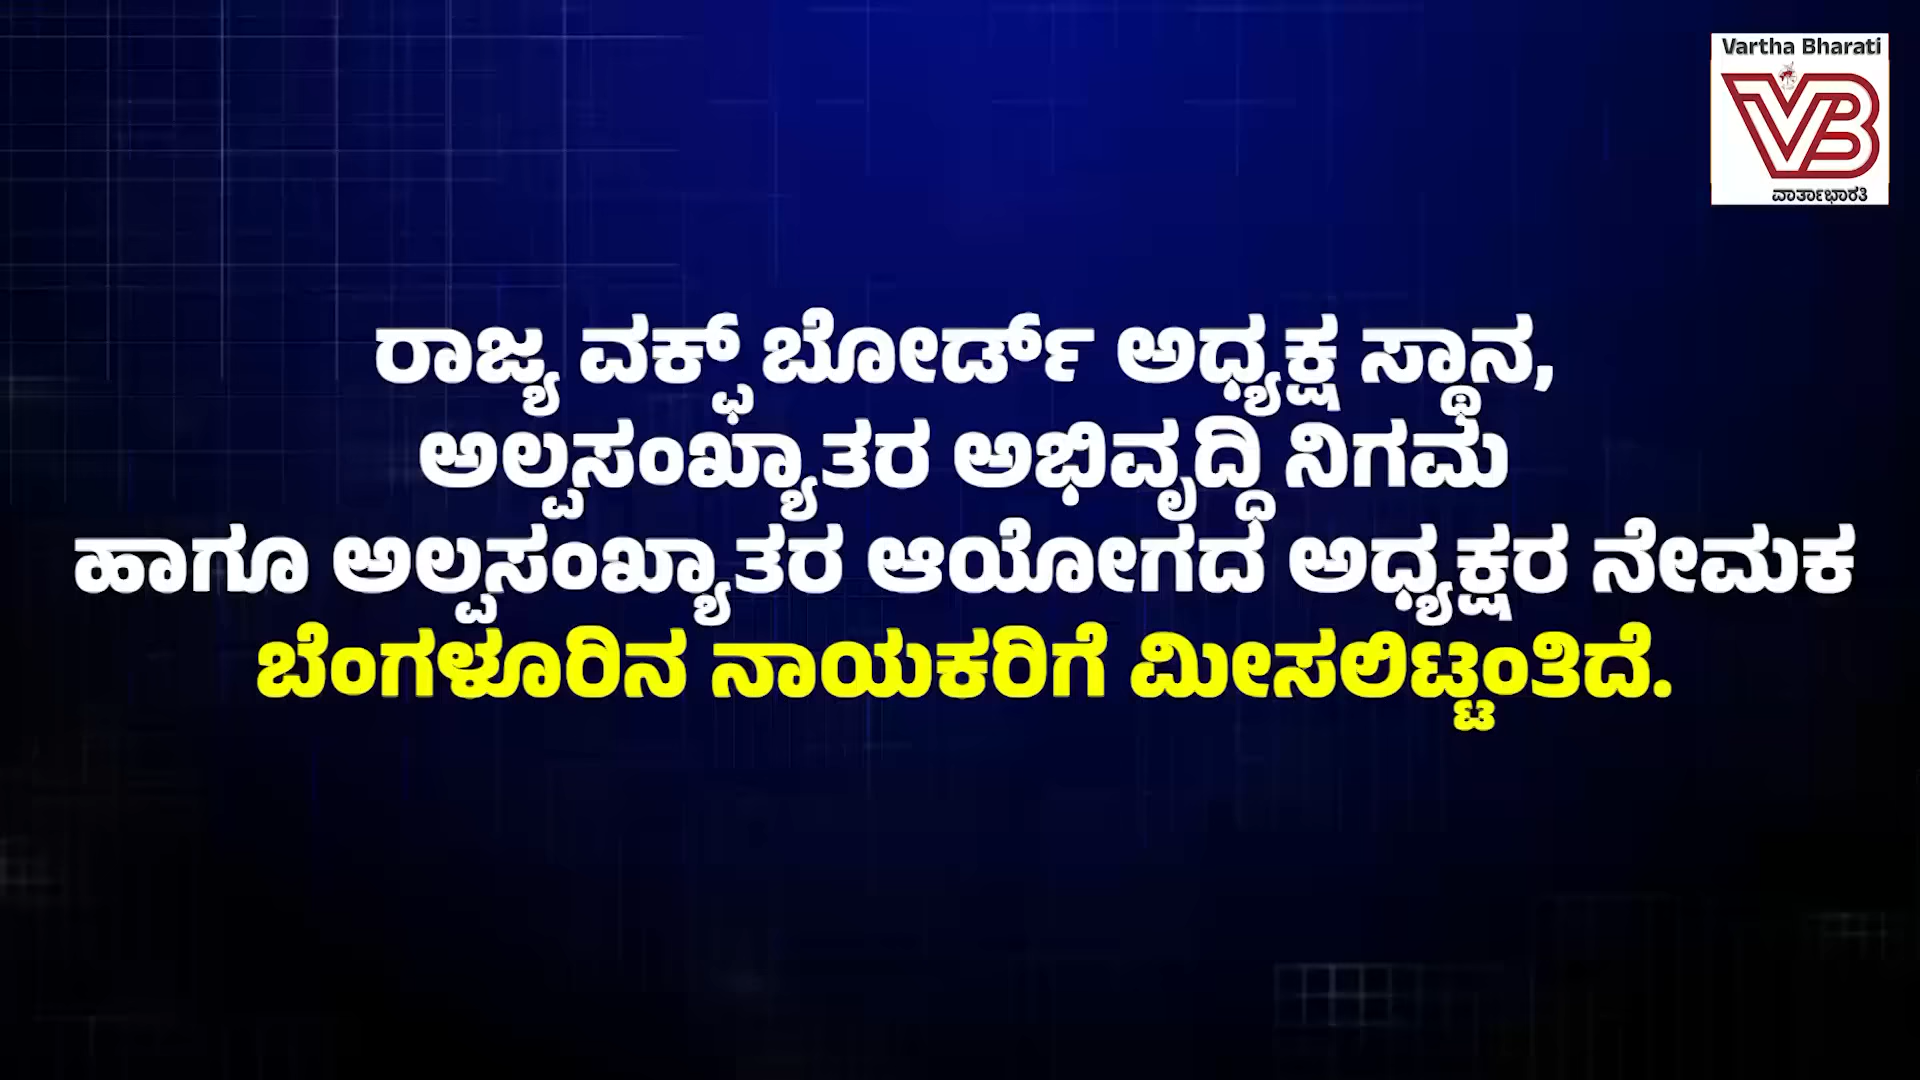 Vartha Bharati
VB
ವಾರ್ತಾಭಾರತಿ
ರಾಜ್ಯ ವಕ್ಫ್ ಬೋರ್ಡ್ ಅಧ್ಯಕ್ಷ ಸ್ಥಾನ,
ಅಲ್ಪಸಂಖ್ಯಾತರ ಅಭಿವೃದ್ಧಿ ನಿಗಮ
ಹಾಗೂ ಅಲ್ಪಸಂಖ್ಯಾತರ ಆಯೋಗದ ಅಧ್ಯಕ್ಷರ ನೇಮಕ
ಬೆಂಗಳೂರಿನ ನಾಯಕರಿಗೆ ಮೀಸಲಿಟ್ಟಂತಿದೆ.